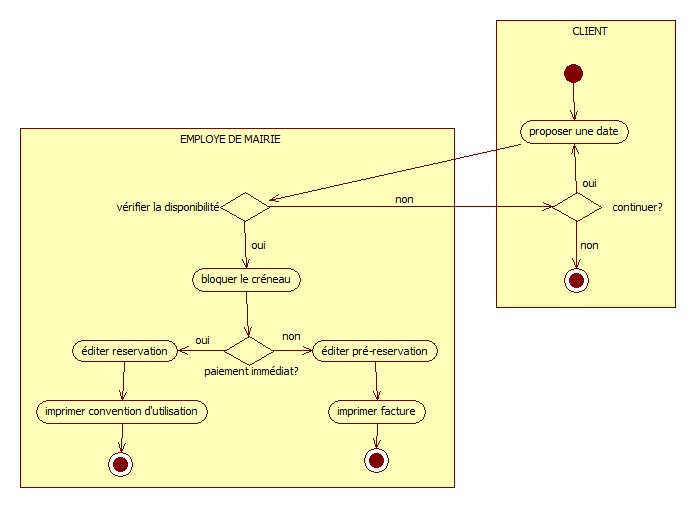 CLIENT
proposer une date
EMPLOYE DE MAIRIE
oui
non
vérifier la disponibilité
continuer?
oui
non
bloquer le créneau
oui
non
éditer reservation
éditer pré-reservation
paiement immédiat?
imprimer convention d'utilisation
imprimer facture